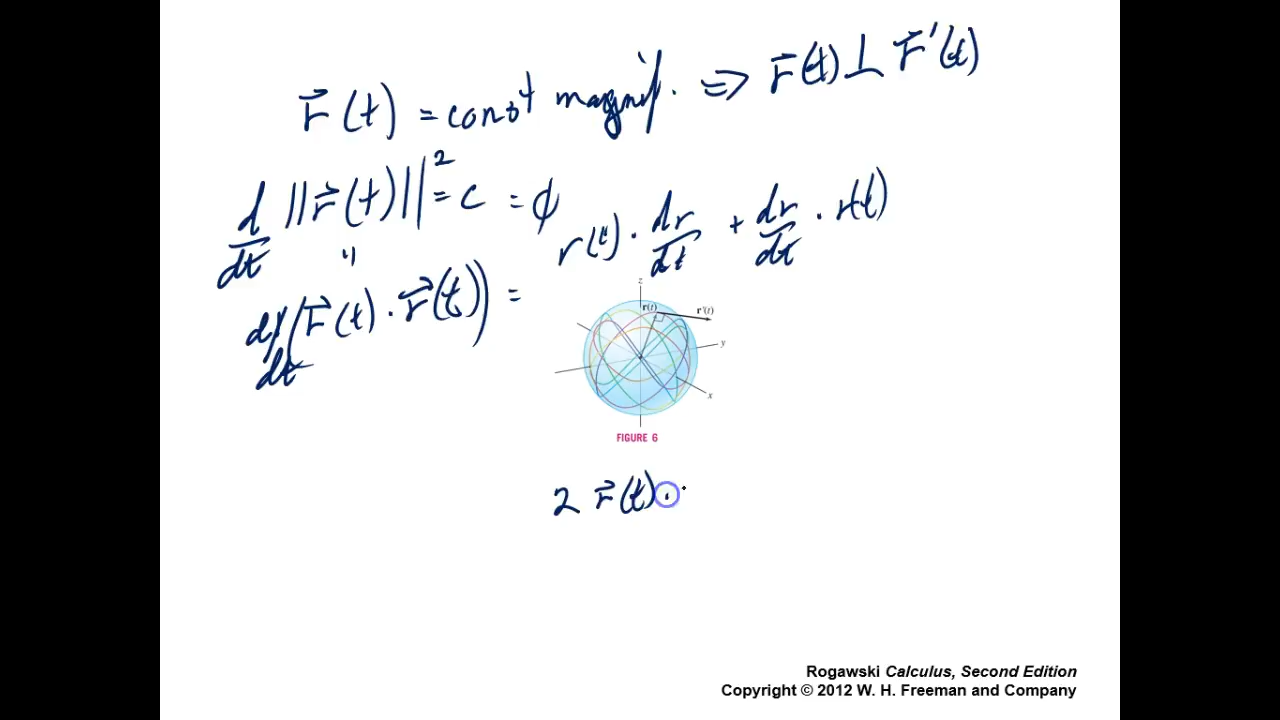 r⃗(t) = const magnit. ⇒ r⃗(t) ⊥ r⃗'(t)
d/dt ||r⃗(t)||² = c = ϕ
r(t) · dr/dt + dr/dt · r(t)
"
d/dt (r⃗(t) · r⃗(t)) =
z
r(t)
r'(t)
y
x
FIGURE 6
2 r⃗(t) ·
Rogawski Calculus, Second Edition
Copyright © 2012 W. H. Freeman and Company